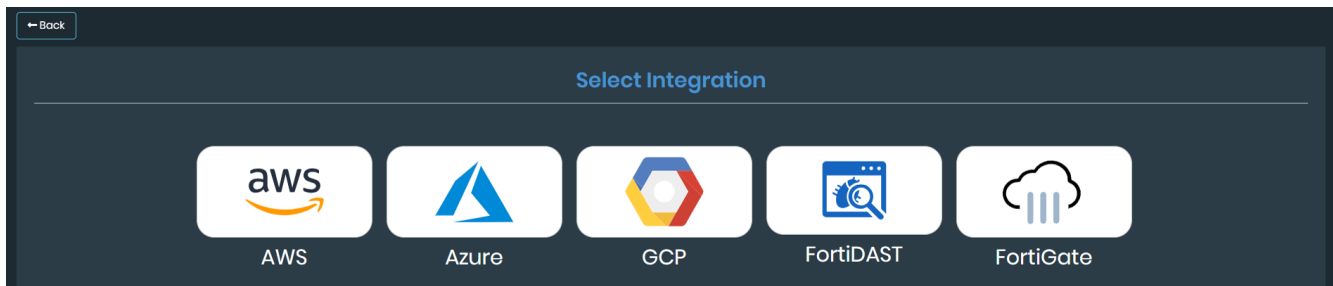 Back
Select Integration
aws
AWS
Azure
GCP
FortiDAST
FortiGate